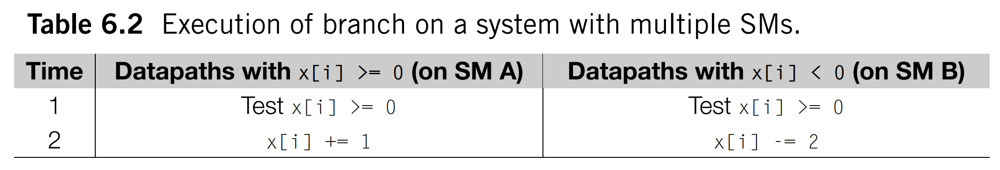 Table 6.2 Execution of branch on a system with multiple SMs.
Time Datapaths with x[i] >= 0 (on SM A) Datapaths with x[i] < 0 (on SM B)
1 Test x[i] >= 0 Test x[i] >= 0
2 x[i] += 1 x[i] -= 2